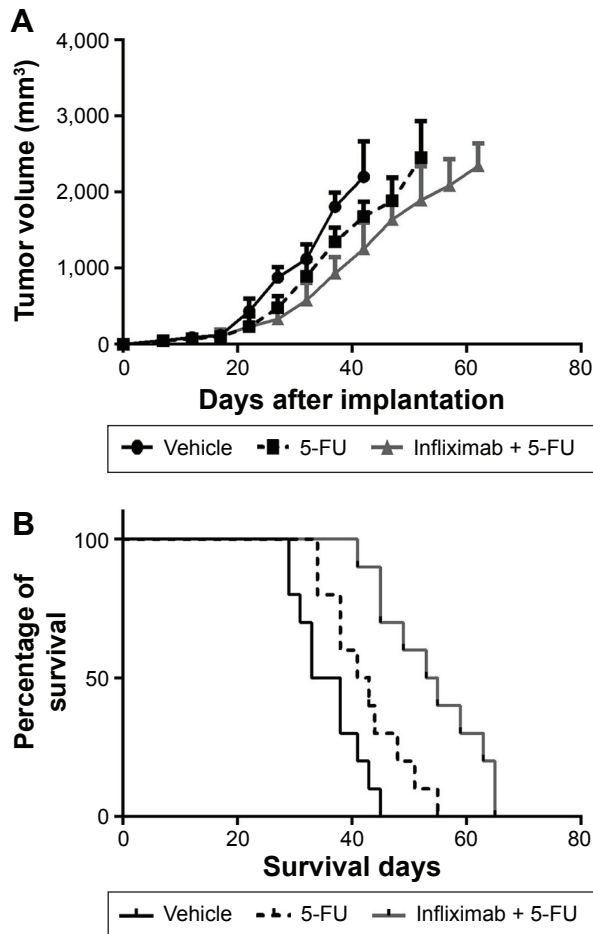 A
Tumor volume (mm³)
4,000
3,000
2,000
1,000
0
0 20 40 60 80
Days after implantation
Vehicle 5-FU Infliximab + 5-FU
B
Percentage of
survival
100
50
0
0 20 40 60 80
Survival days
Vehicle 5-FU Infliximab + 5-FU